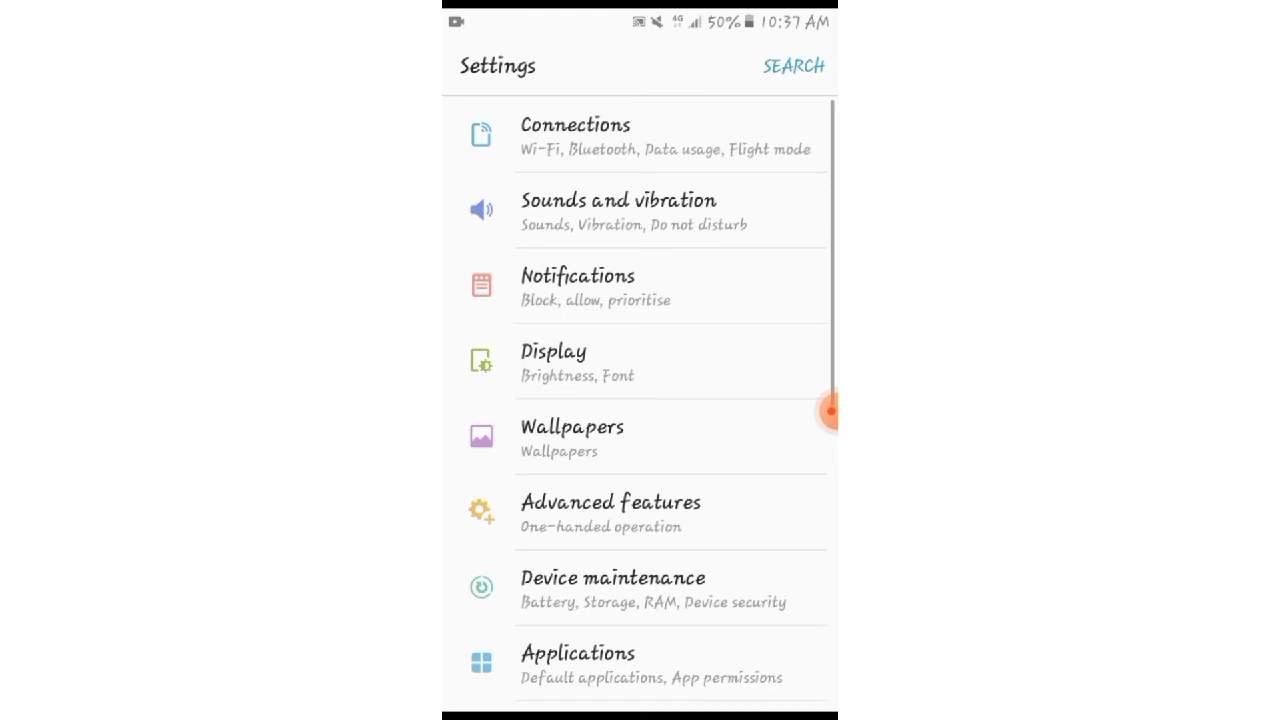 4G 50% 10:37 AM
Settings SEARCH
Connections
Wi-Fi, Bluetooth, Data usage, Flight mode
Sounds and vibration
Sounds, Vibration, Do not disturb
Notifications
Block, allow, prioritise
Display
Brightness, Font
Wallpapers
Wallpapers
Advanced features
One-handed operation
Device maintenance
Battery, Storage, RAM, Device security
Applications
Default applications, App permissions